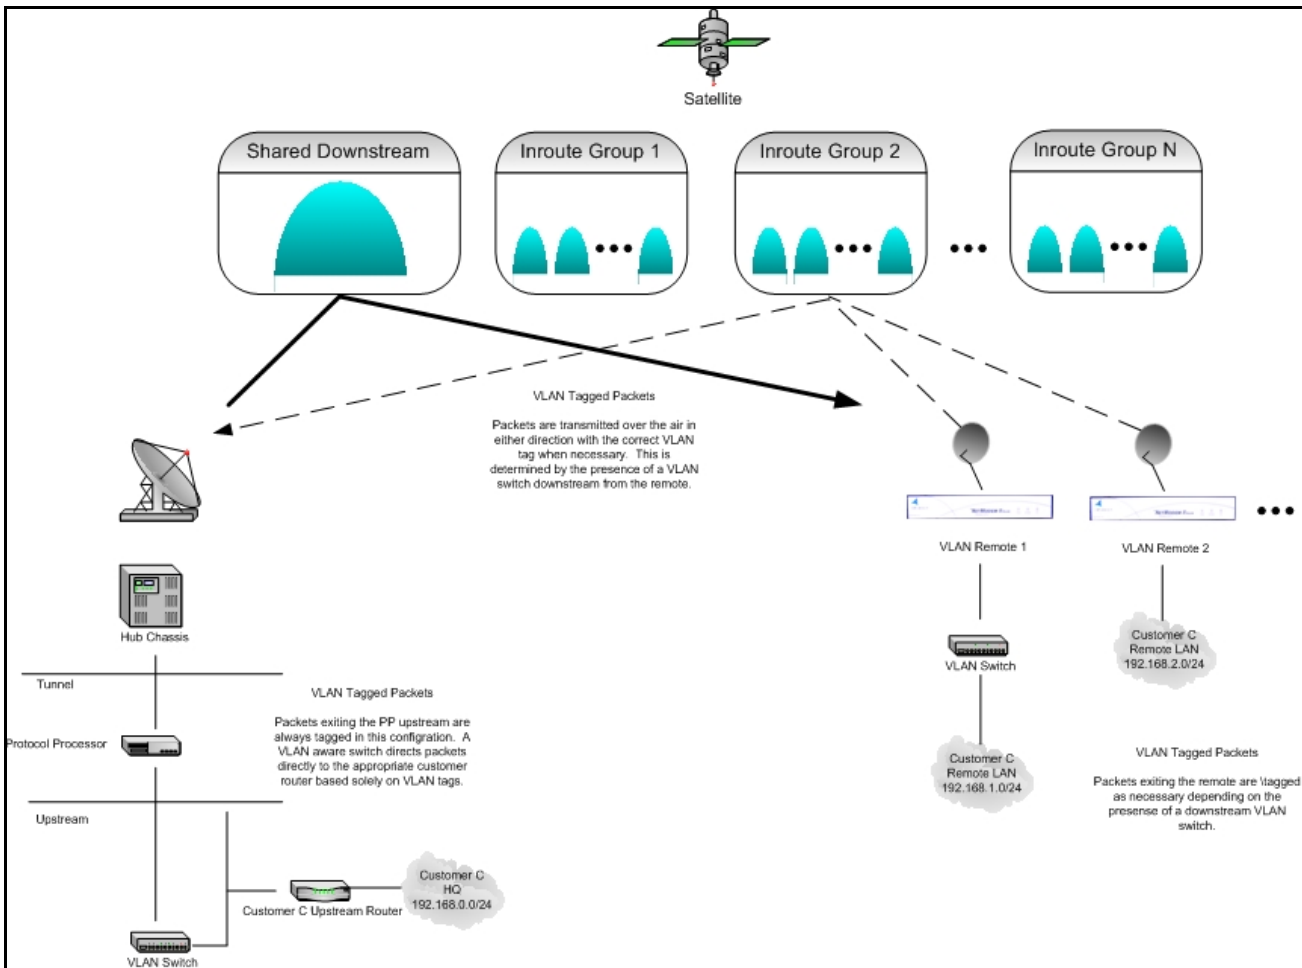 Satellite
Shared Downstream
Inroute Group 1
Inroute Group 2
Inroute Group N
VLAN Tagged Packets
Packets are transmitted over the air in
either direction with the correct VLAN
tag when necessary. This is
determined by the presence of a VLAN
switch downstream from the remote.
VLAN Remote 1
VLAN Remote 2
Hub Chassis
Customer C
Remote LAN
192.168.2.0/24
VLAN Switch
Tunnel
VLAN Tagged Packets
Packets exiting the PP upstream are
always tagged in this configration. A
VLAN aware switch directs packets
directly to the appropriate customer
router based solely on VLAN tags.
Protocol Processor
Customer C
Remote LAN
192.168.1.0/24
VLAN Tagged Packets
Packets exiting the remote are \tagged
as necessary depending on the
presense of a downstream VLAN
switch.
Upstream
Customer C
HQ
192.168.0.0/24
Customer C Upstream Router
VLAN Switch